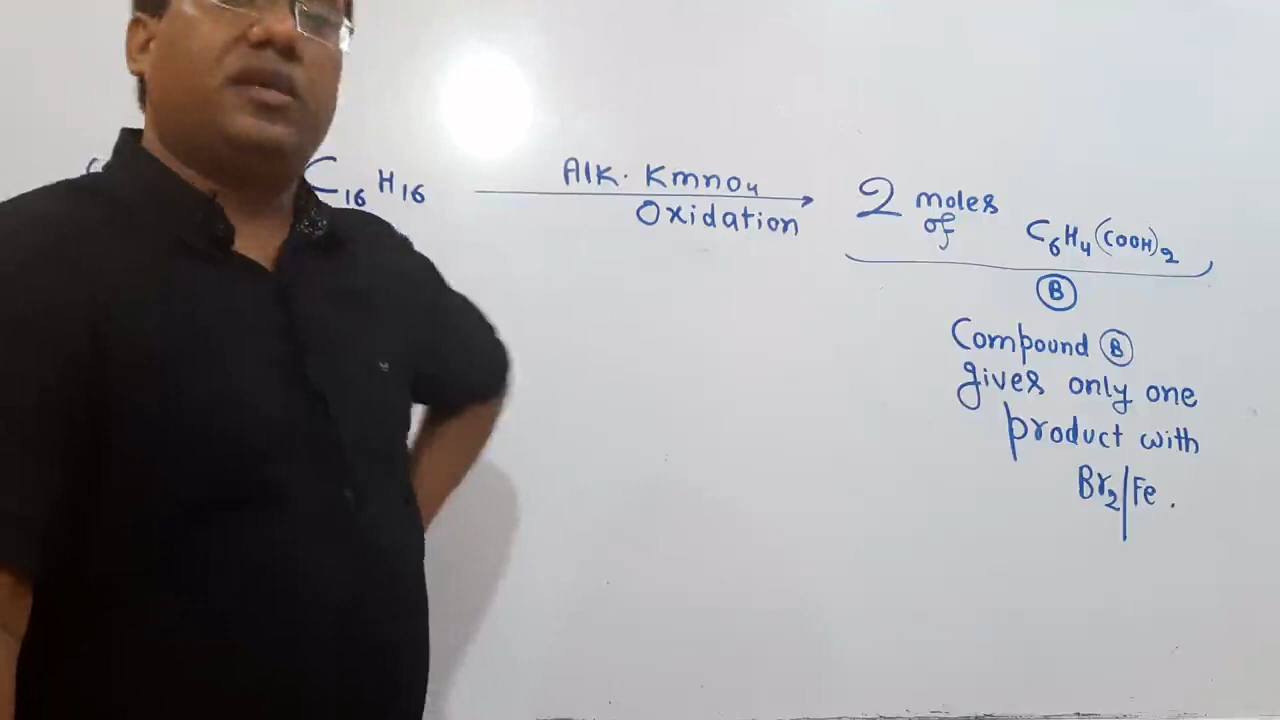 C16H16
Alk. Kmno4
Oxidation
2 moles of C6H4(COOH)2
B
Compound B
gives only one
product with
Br2/Fe.